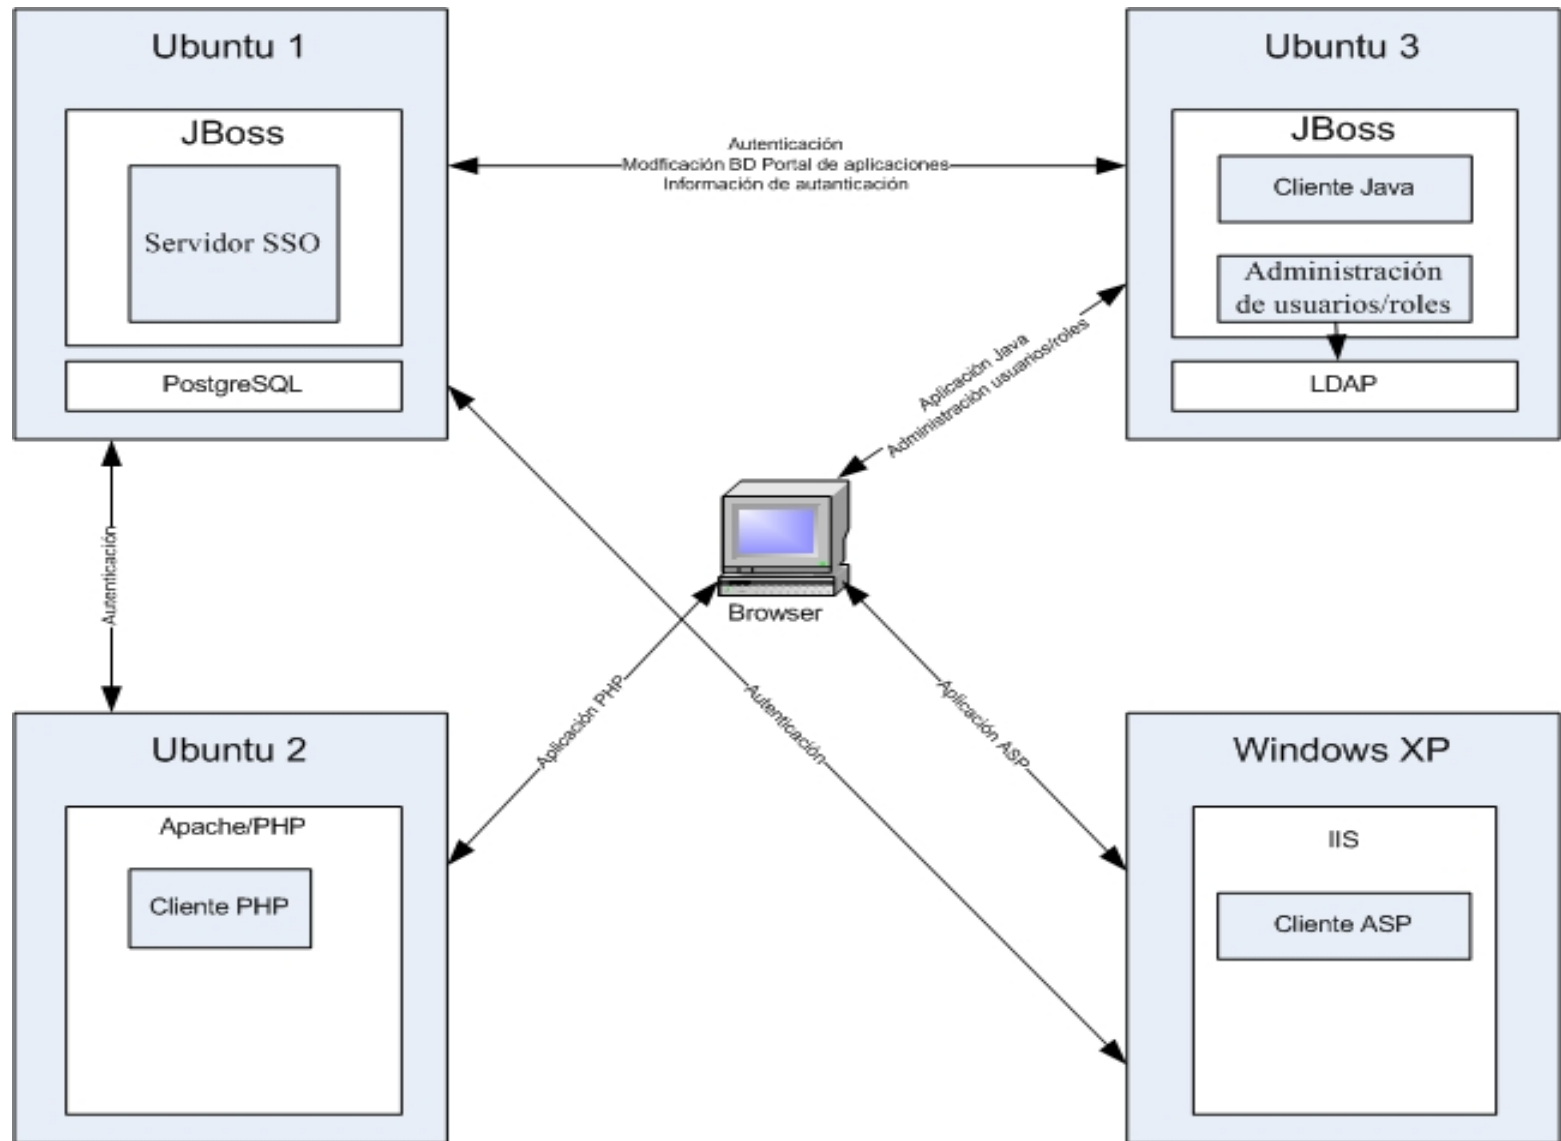 Ubuntu 1
JBoss
Servidor SSO
PostgreSQL
Autenticación
Modficación BD Portal de aplicaciones
Información de autanticación
Ubuntu 3
JBoss
Cliente Java
Administración
de usuarios/roles
LDAP
Aplicación Java
Administración usuarios/roles
Browser
Autenticación
Aplicación PHP
Autenticación
Aplicación ASP
Ubuntu 2
Apache/PHP
Cliente PHP
Windows XP
IIS
Cliente ASP